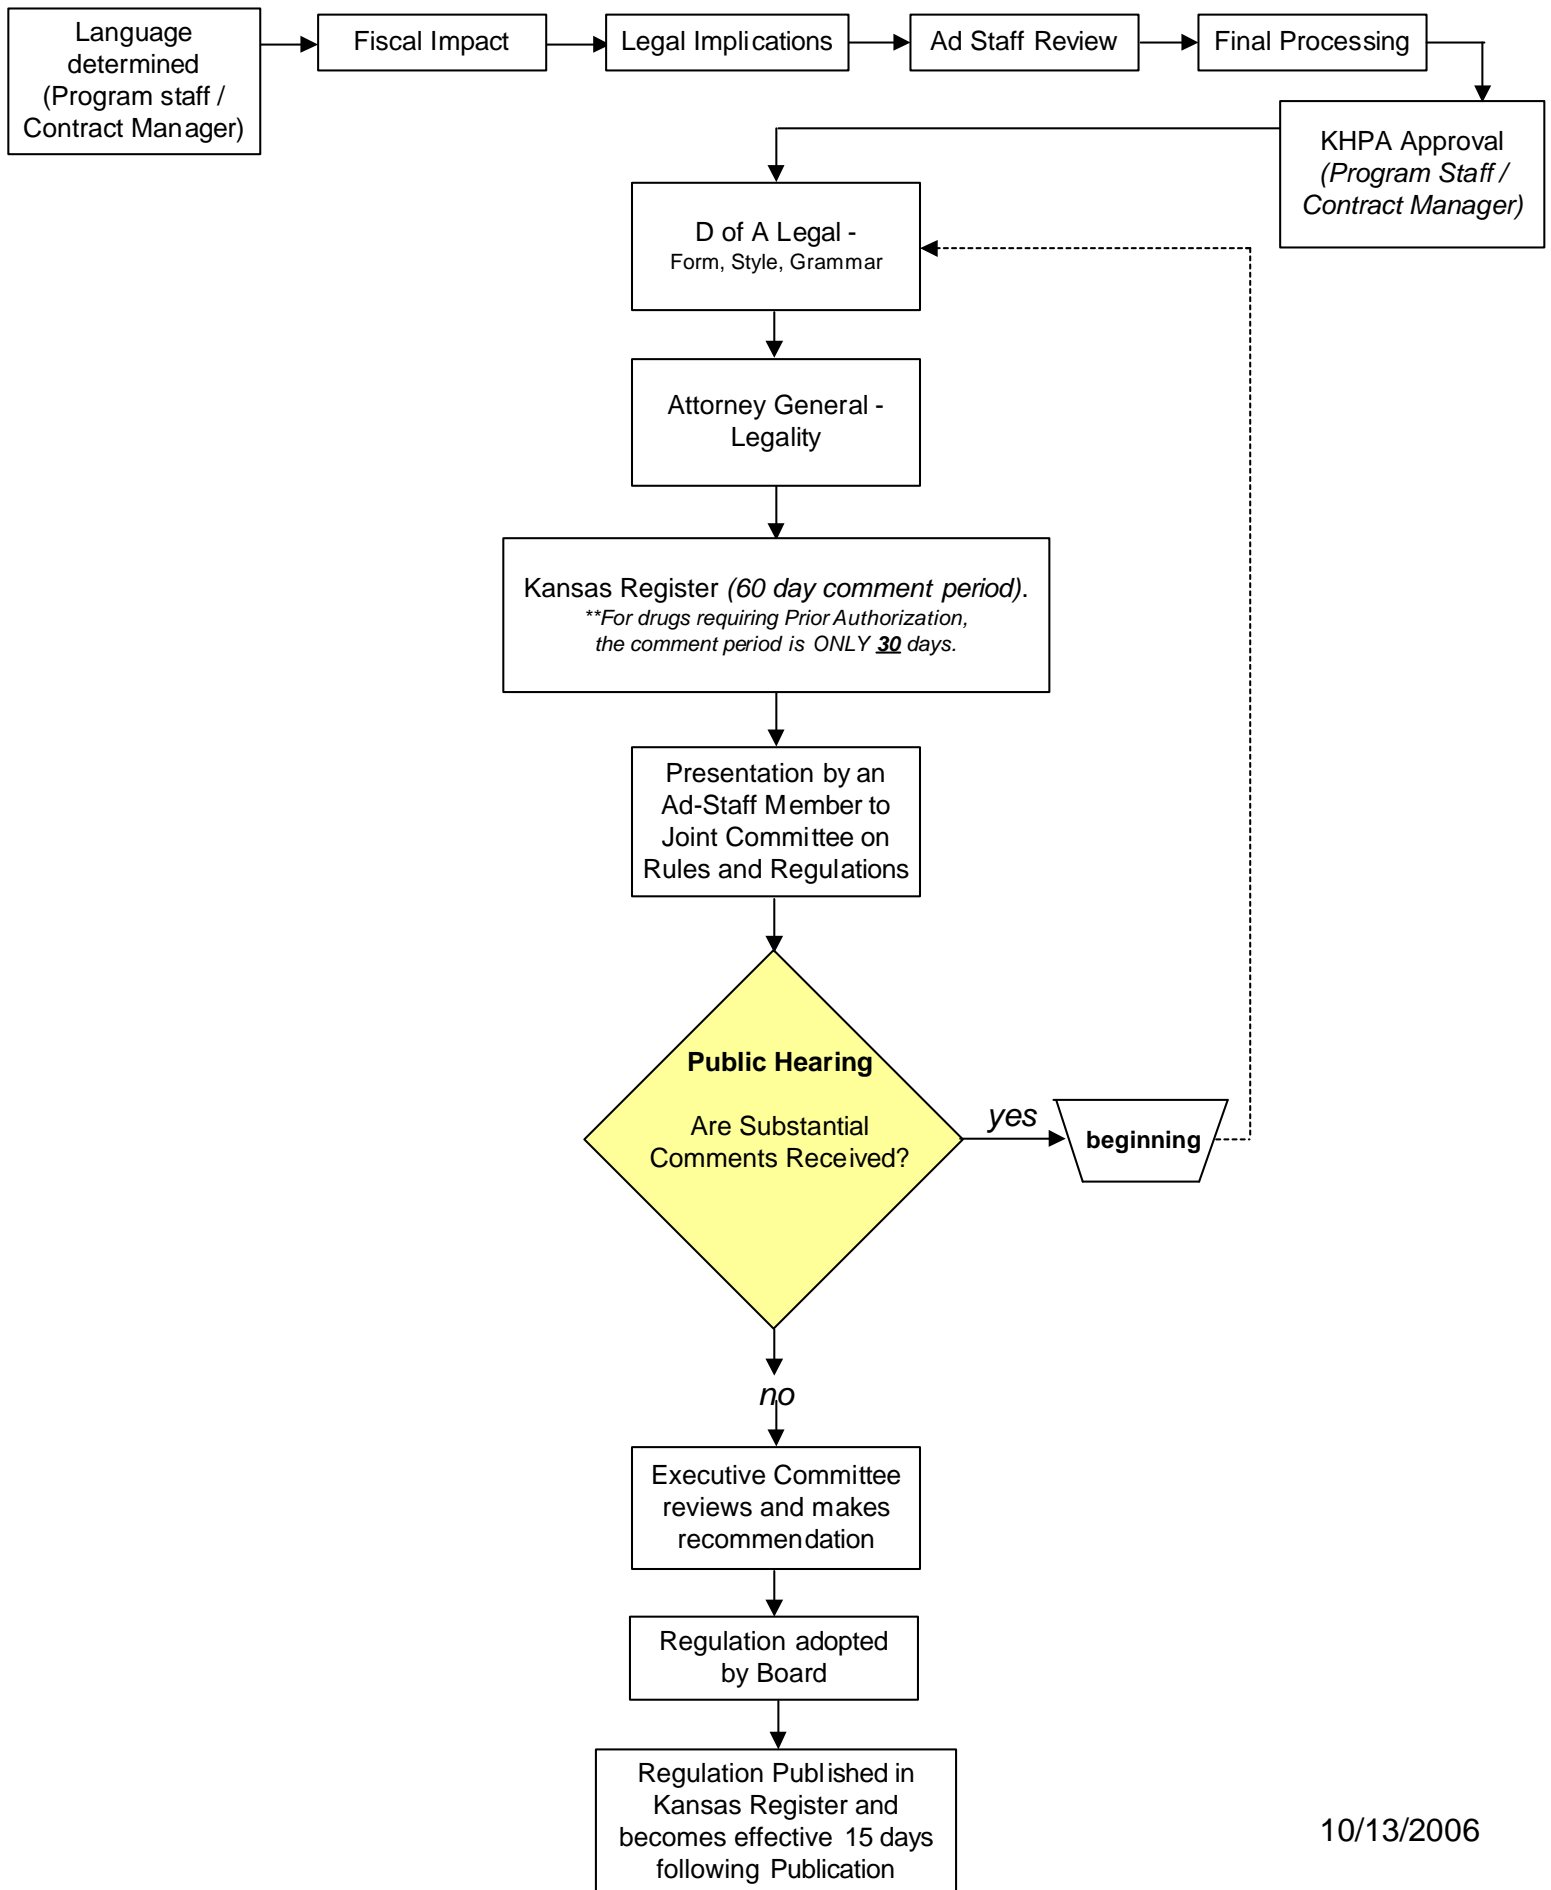 Language
determined
(Program staff /
Contract Manager)
Fiscal Impact
Legal Implications
Ad Staff Review
Final Processing
KHPA Approval
(Program Staff /
Contract Manager)
D of A Legal -
Form, Style, Grammar
Attorney General -
Legality
Kansas Register (60 day comment period).
**For drugs requiring Prior Authorization,
the comment period is ONLY 30 days.
Presentation by an
Ad-Staff Member to
Joint Committee on
Rules and Regulations
Public Hearing
Are Substantial
Comments Received?
yes
beginning
no
Executive Committee
reviews and makes
recommendation
Regulation adopted
by Board
Regulation Published in
Kansas Register and
becomes effective 15 days
following Publication
10/13/2006